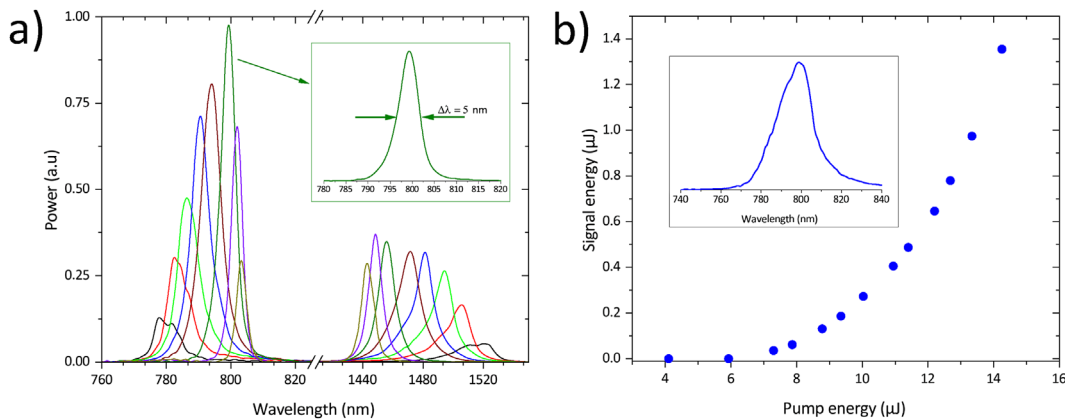 a)
Power (a.u)
1.00
0.75
0.50
0.25
0.00
760 780 800 820 1440 1480 1520
Wavelength (nm)
Δλ = 5 nm
780 785 790 795 800 805 810 815 820
b)
Signal energy (µJ)
1.4
1.2
1.0
0.8
0.6
0.4
0.2
0.0
4 6 8 10 12 14 16
Pump energy (µJ)
740 760 780 800 820 840
Wavelength (nm)